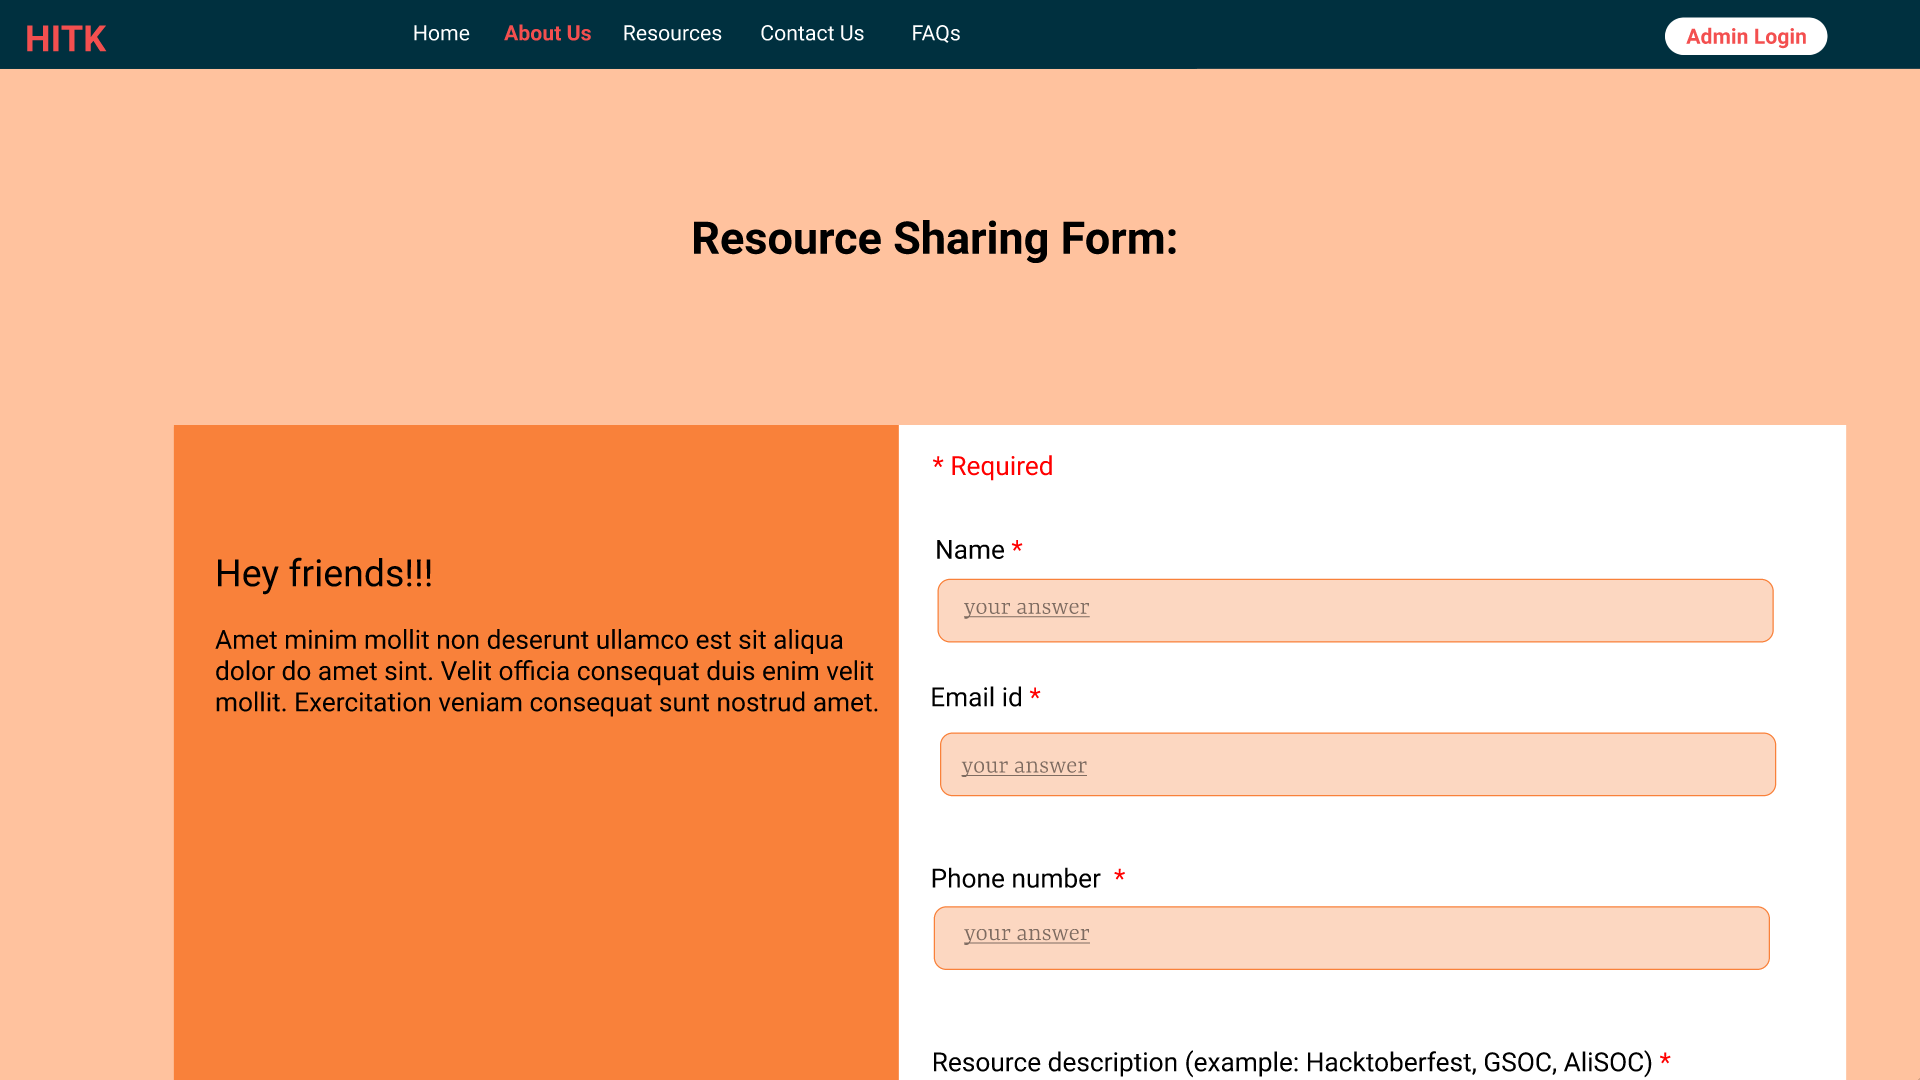 HITK
Home
About Us
Resources
Contact Us
FAQs
Admin Login
Resource Sharing Form:
Hey friends!!!
Amet minim mollit non deserunt ullamco est sit aliqua
dolor do amet sint. Velit officia consequat duis enim velit
mollit. Exercitation veniam consequat sunt nostrud amet.
* Required
Name *
your answer
Email id *
your answer
Phone number *
your answer
Resource description (example: Hacktoberfest, GSOC, AliSOC) *